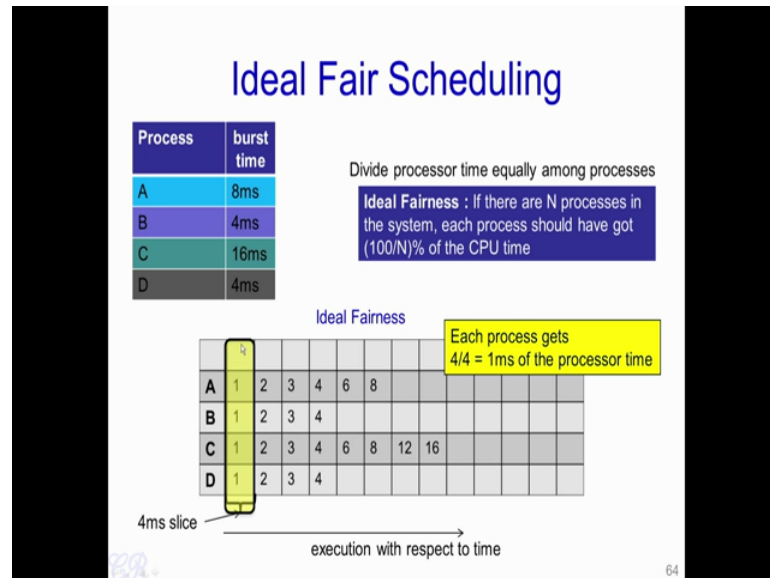 Ideal Fair Scheduling
Process burst time
A 8ms
B 4ms
C 16ms
D 4ms
Divide processor time equally among processes
Ideal Fairness : If there are N processes in
the system, each process should have got
(100/N)% of the CPU time
Ideal Fairness
Each process gets
4/4 = 1ms of the processor time
A 1 2 3 4 6 8
B 1 2 3 4
C 1 2 3 4 6 8 12 16
D 1 2 3 4
4ms slice
execution with respect to time
64